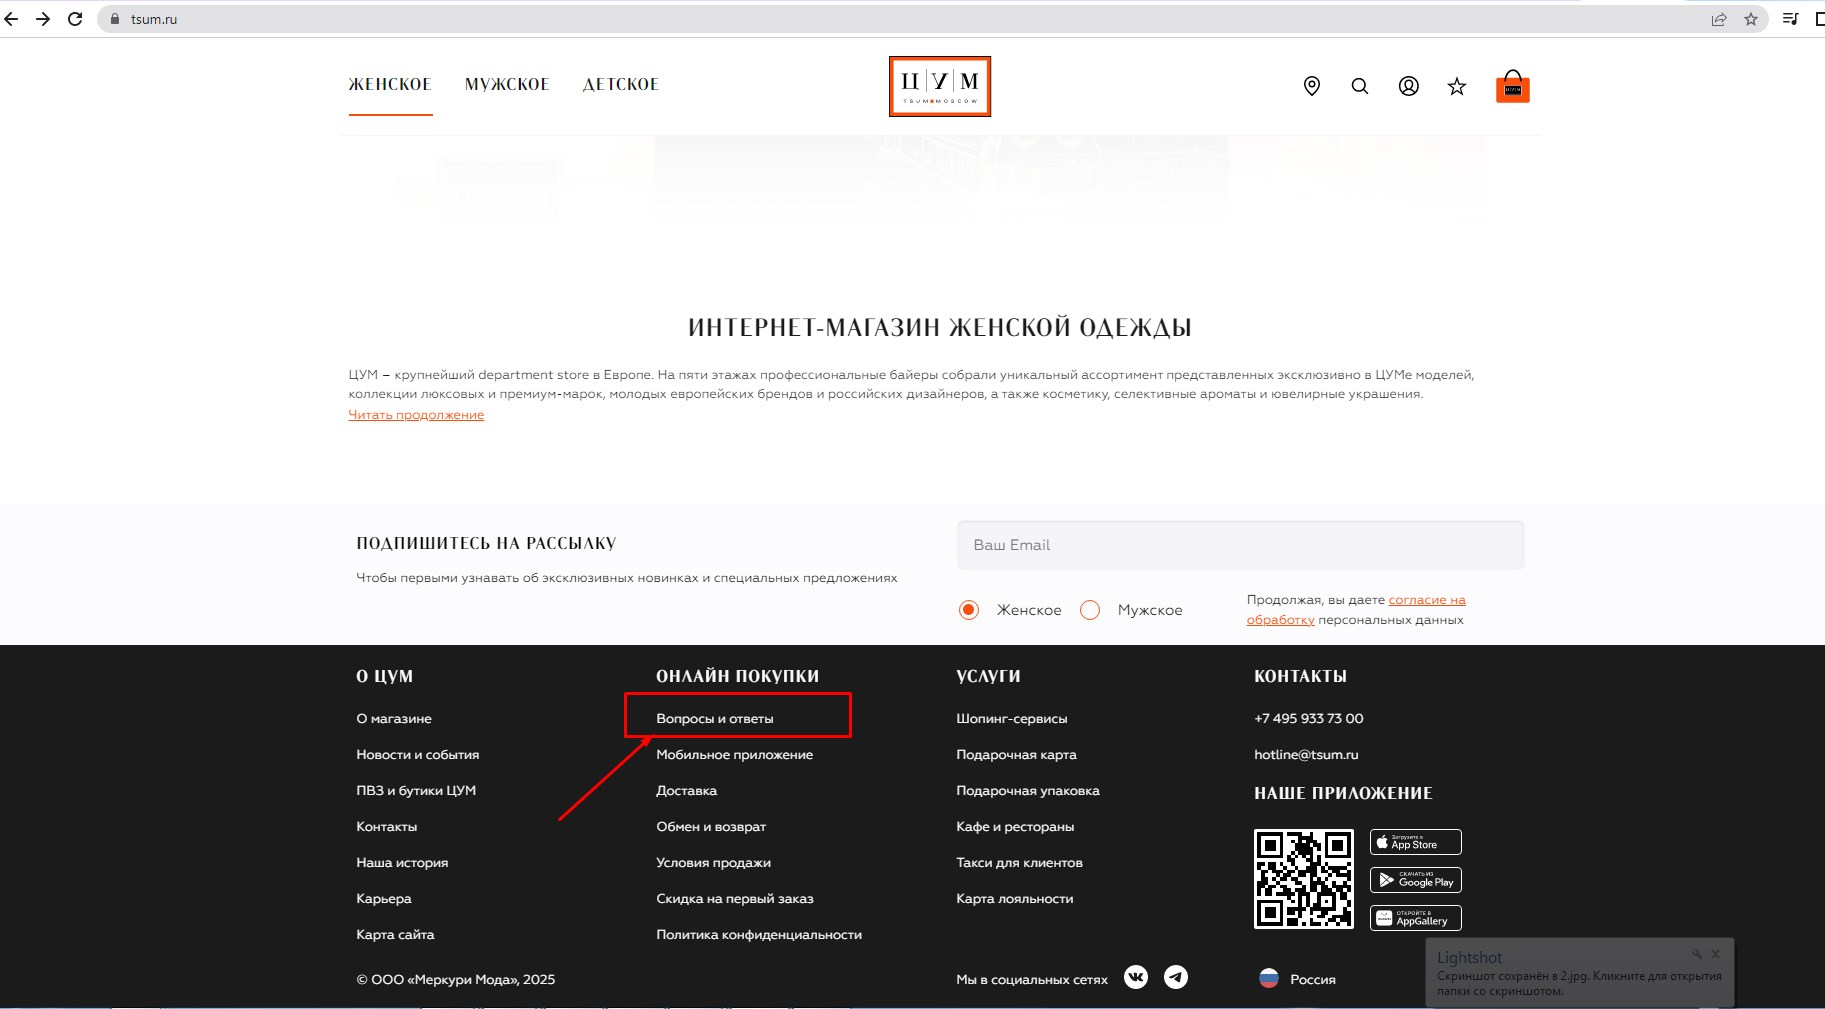 tsum.ru
ЖЕНСКОЕ МУЖСКОЕ ДЕТСКОЕ
ЦУМ
TSUM MOSCOW
ИНТЕРНЕТ-МАГАЗИН ЖЕНСКОЙ ОДЕЖДЫ
ЦУМ – крупнейший department store в Европе. На пяти этажах профессиональные байеры собрали уникальный ассортимент представленных эксклюзивно в ЦУМе моделей,
коллекции люксовых и премиум-марок, молодых европейских брендов и российских дизайнеров, а также косметику, селективные ароматы и ювелирные украшения.
Читать продолжение
ПОДПИШИТЕСЬ НА РАССЫЛКУ
Чтобы первыми узнавать об эксклюзивных новинках и специальных предложениях
Ваш Email
Женское Мужское
Продолжая, вы даете согласие на
обработку персональных данных
О ЦУМ
О магазине
Новости и события
ПВЗ и бутики ЦУМ
Контакты
Наша история
Карьера
Карта сайта
ОНЛАЙН ПОКУПКИ
Вопросы и ответы
Мобильное приложение
Доставка
Обмен и возврат
Условия продажи
Скидка на первый заказ
Политика конфиденциальности
УСЛУГИ
Шопинг-сервисы
Подарочная карта
Подарочная упаковка
Кафе и рестораны
Такси для клиентов
Карта лояльности
КОНТАКТЫ
+7 495 933 73 00
hotline@tsum.ru
НАШЕ ПРИЛОЖЕНИЕ
Загрузите в
App Store
СКАЧАТЬ ИЗ
Google Play
ОТКРОЙТЕ В
AppGallery
© ООО «Меркури Мода», 2025
Мы в социальных сетях
Россия
Lightshot
Скриншот сохранён в 2.jpg. Кликните для открытия
папки со скриншотом.